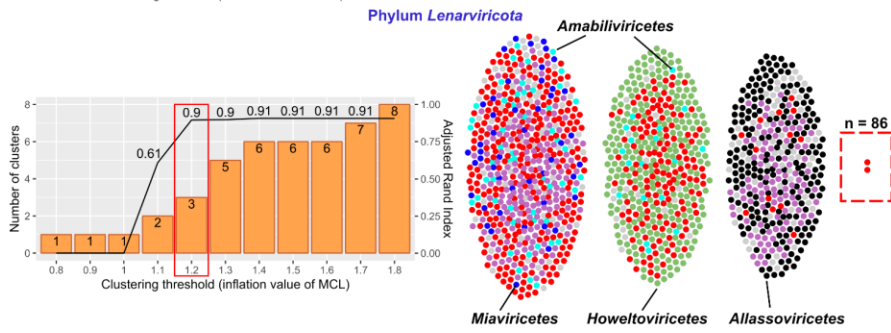 Phylum Lenarviricota
Amabiliviricetes
8
6
4
2
0
Number of clusters
1
1
1
2
3
5
6
6
6
7
8
0.61
0.9
0.9
0.91
0.91
0.91
0.91
1.00
0.75
0.50
0.25
0.00
Adjusted Rand Index
0.8 0.9 1 1.1 1.2 1.3 1.4 1.5 1.6 1.7 1.8
Clustering threshold (inflation value of MCL)
n = 86
Miaviricetes
Howeltoviricetes
Allassoviricetes